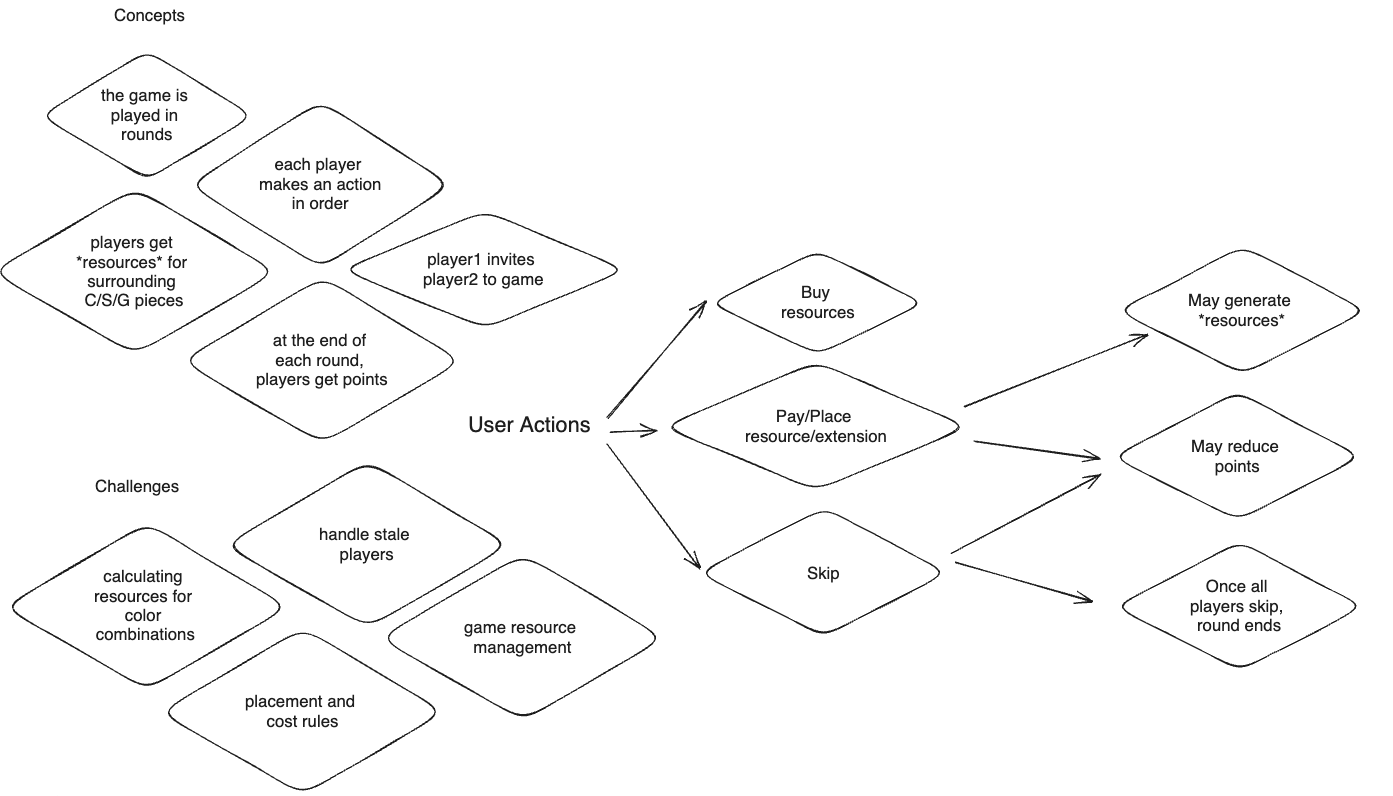 Concepts
the game is
played in
rounds
each player
makes an action
in order
players get
*resources* for
surrounding
C/S/G pieces
player1 invites
player2 to game
at the end of
each round,
players get points
User Actions
Buy
resources
Pay/Place
resource/extension
Skip
May generate
*resources*
May reduce
points
Once all
players skip,
round ends
Challenges
handle stale
players
calculating
resources for
color
combinations
game resource
management
placement and
cost rules